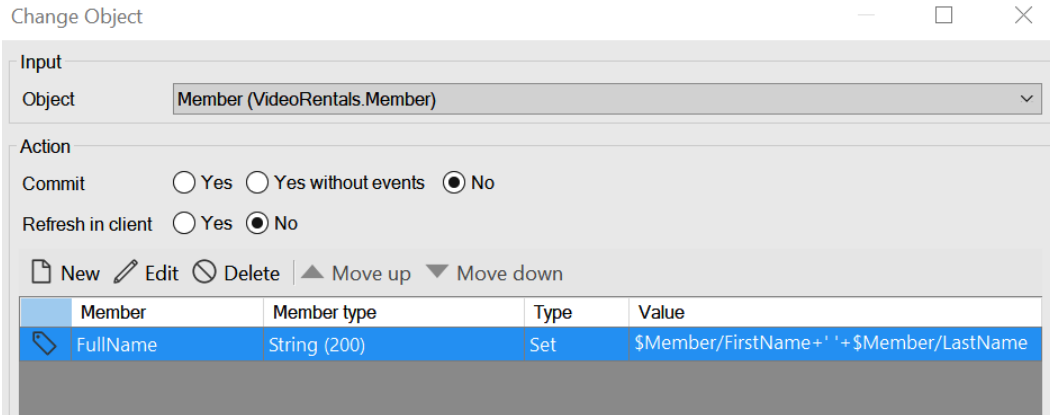 Change Object
Input
Object Member (VideoRentals.Member)
Action
Commit Yes Yes without events No
Refresh in client Yes No
New Edit Delete Move up Move down
Member Member type Type Value
FullName String (200) Set $Member/FirstName+' '+$Member/LastName